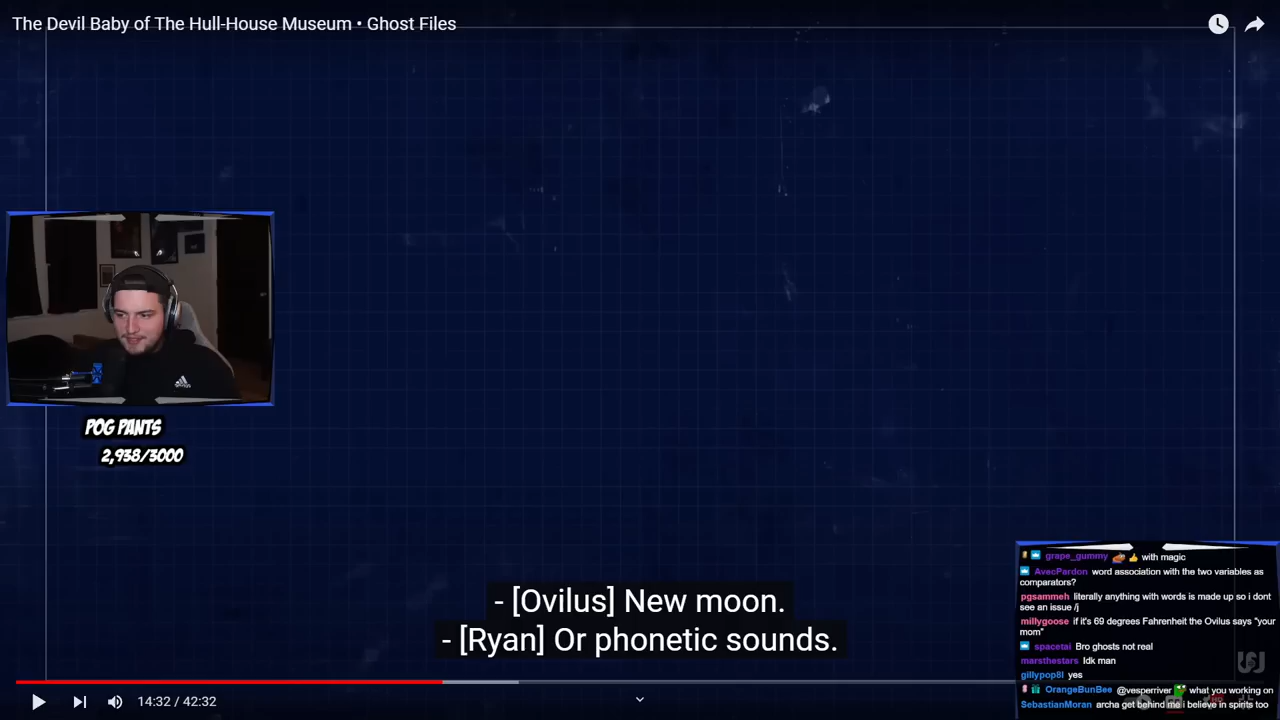 The Devil Baby of The Hull-House Museum • Ghost Files
POG PANTS
2,938/3000
- [Ovilus] New moon.
- [Ryan] Or phonetic sounds.
14:32 / 42:32
grape_gummy with magic
AvecPardon word association with the two variables as
comparators?
pgsammeh literally anything with words is made up so i dont
see an issue /j
millygoose if it's 69 degrees Fahrenheit the Ovilus says "your
mom"
spacetai Bro ghosts not real
marsthestars Idk man
gillypop8l yes
OrangeBunBee @vesperriver what you working on
SebastianMoran archa get behind me i believe in spirits too